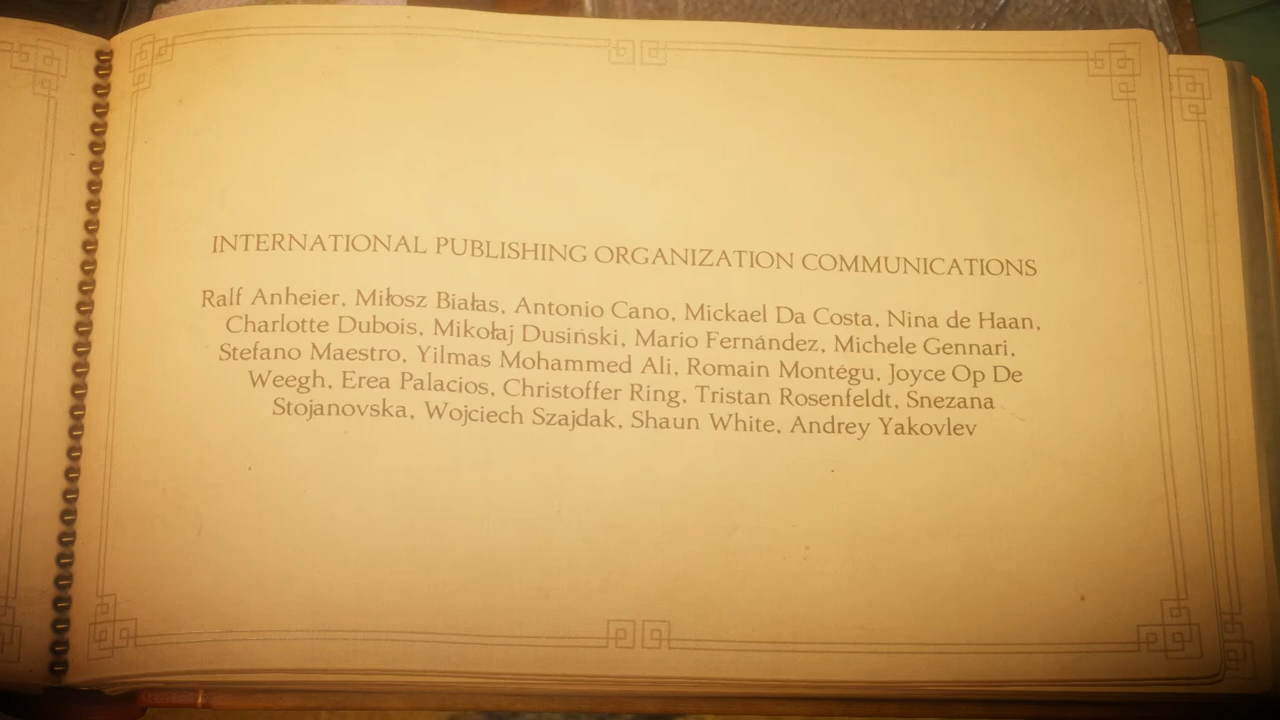 INTERNATIONAL PUBLISHING ORGANIZATION COMMUNICATIONS
Ralf Anheier, Miłosz Białas, Antonio Cano, Mickael Da Costa, Nina de Haan,
Charlotte Dubois, Mikołaj Dusiński, Mario Fernández, Michele Gennari,
Stefano Maestro, Yilmas Mohammed Ali, Romain Montégu, Joyce Op De
Weegh, Erea Palacios, Christoffer Ring, Tristan Rosenfeldt, Snezana
Stojanovska, Wojciech Szajdak, Shaun White, Andrey Yakovlev